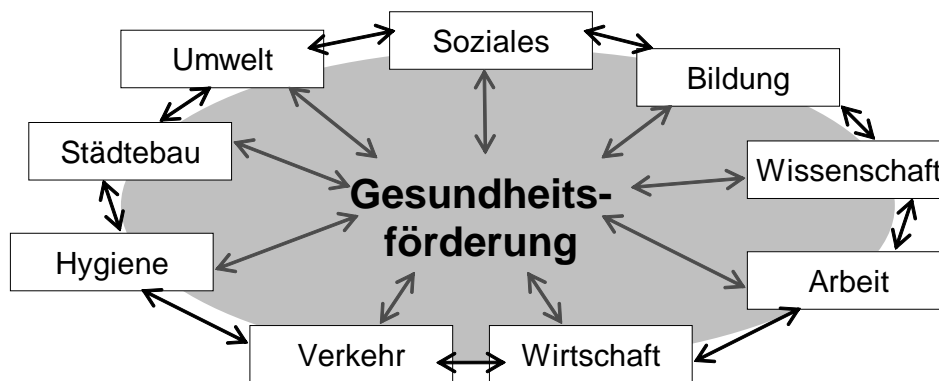 Soziales
Umwelt
Bildung
Städtebau
Wissenschaft
Gesundheits-
förderung
Hygiene
Arbeit
Verkehr
Wirtschaft